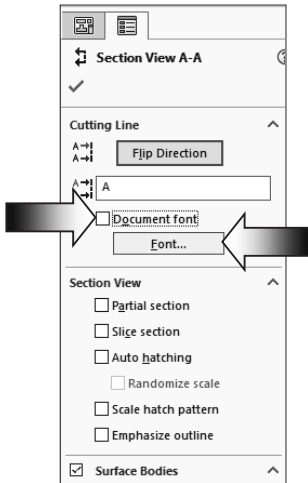 Section View A-A
Cutting Line
Flip Direction
A
Document font
Font...
Section View
Partial section
Slice section
Auto hatching
Randomize scale
Scale hatch pattern
Emphasize outline
Surface Bodies